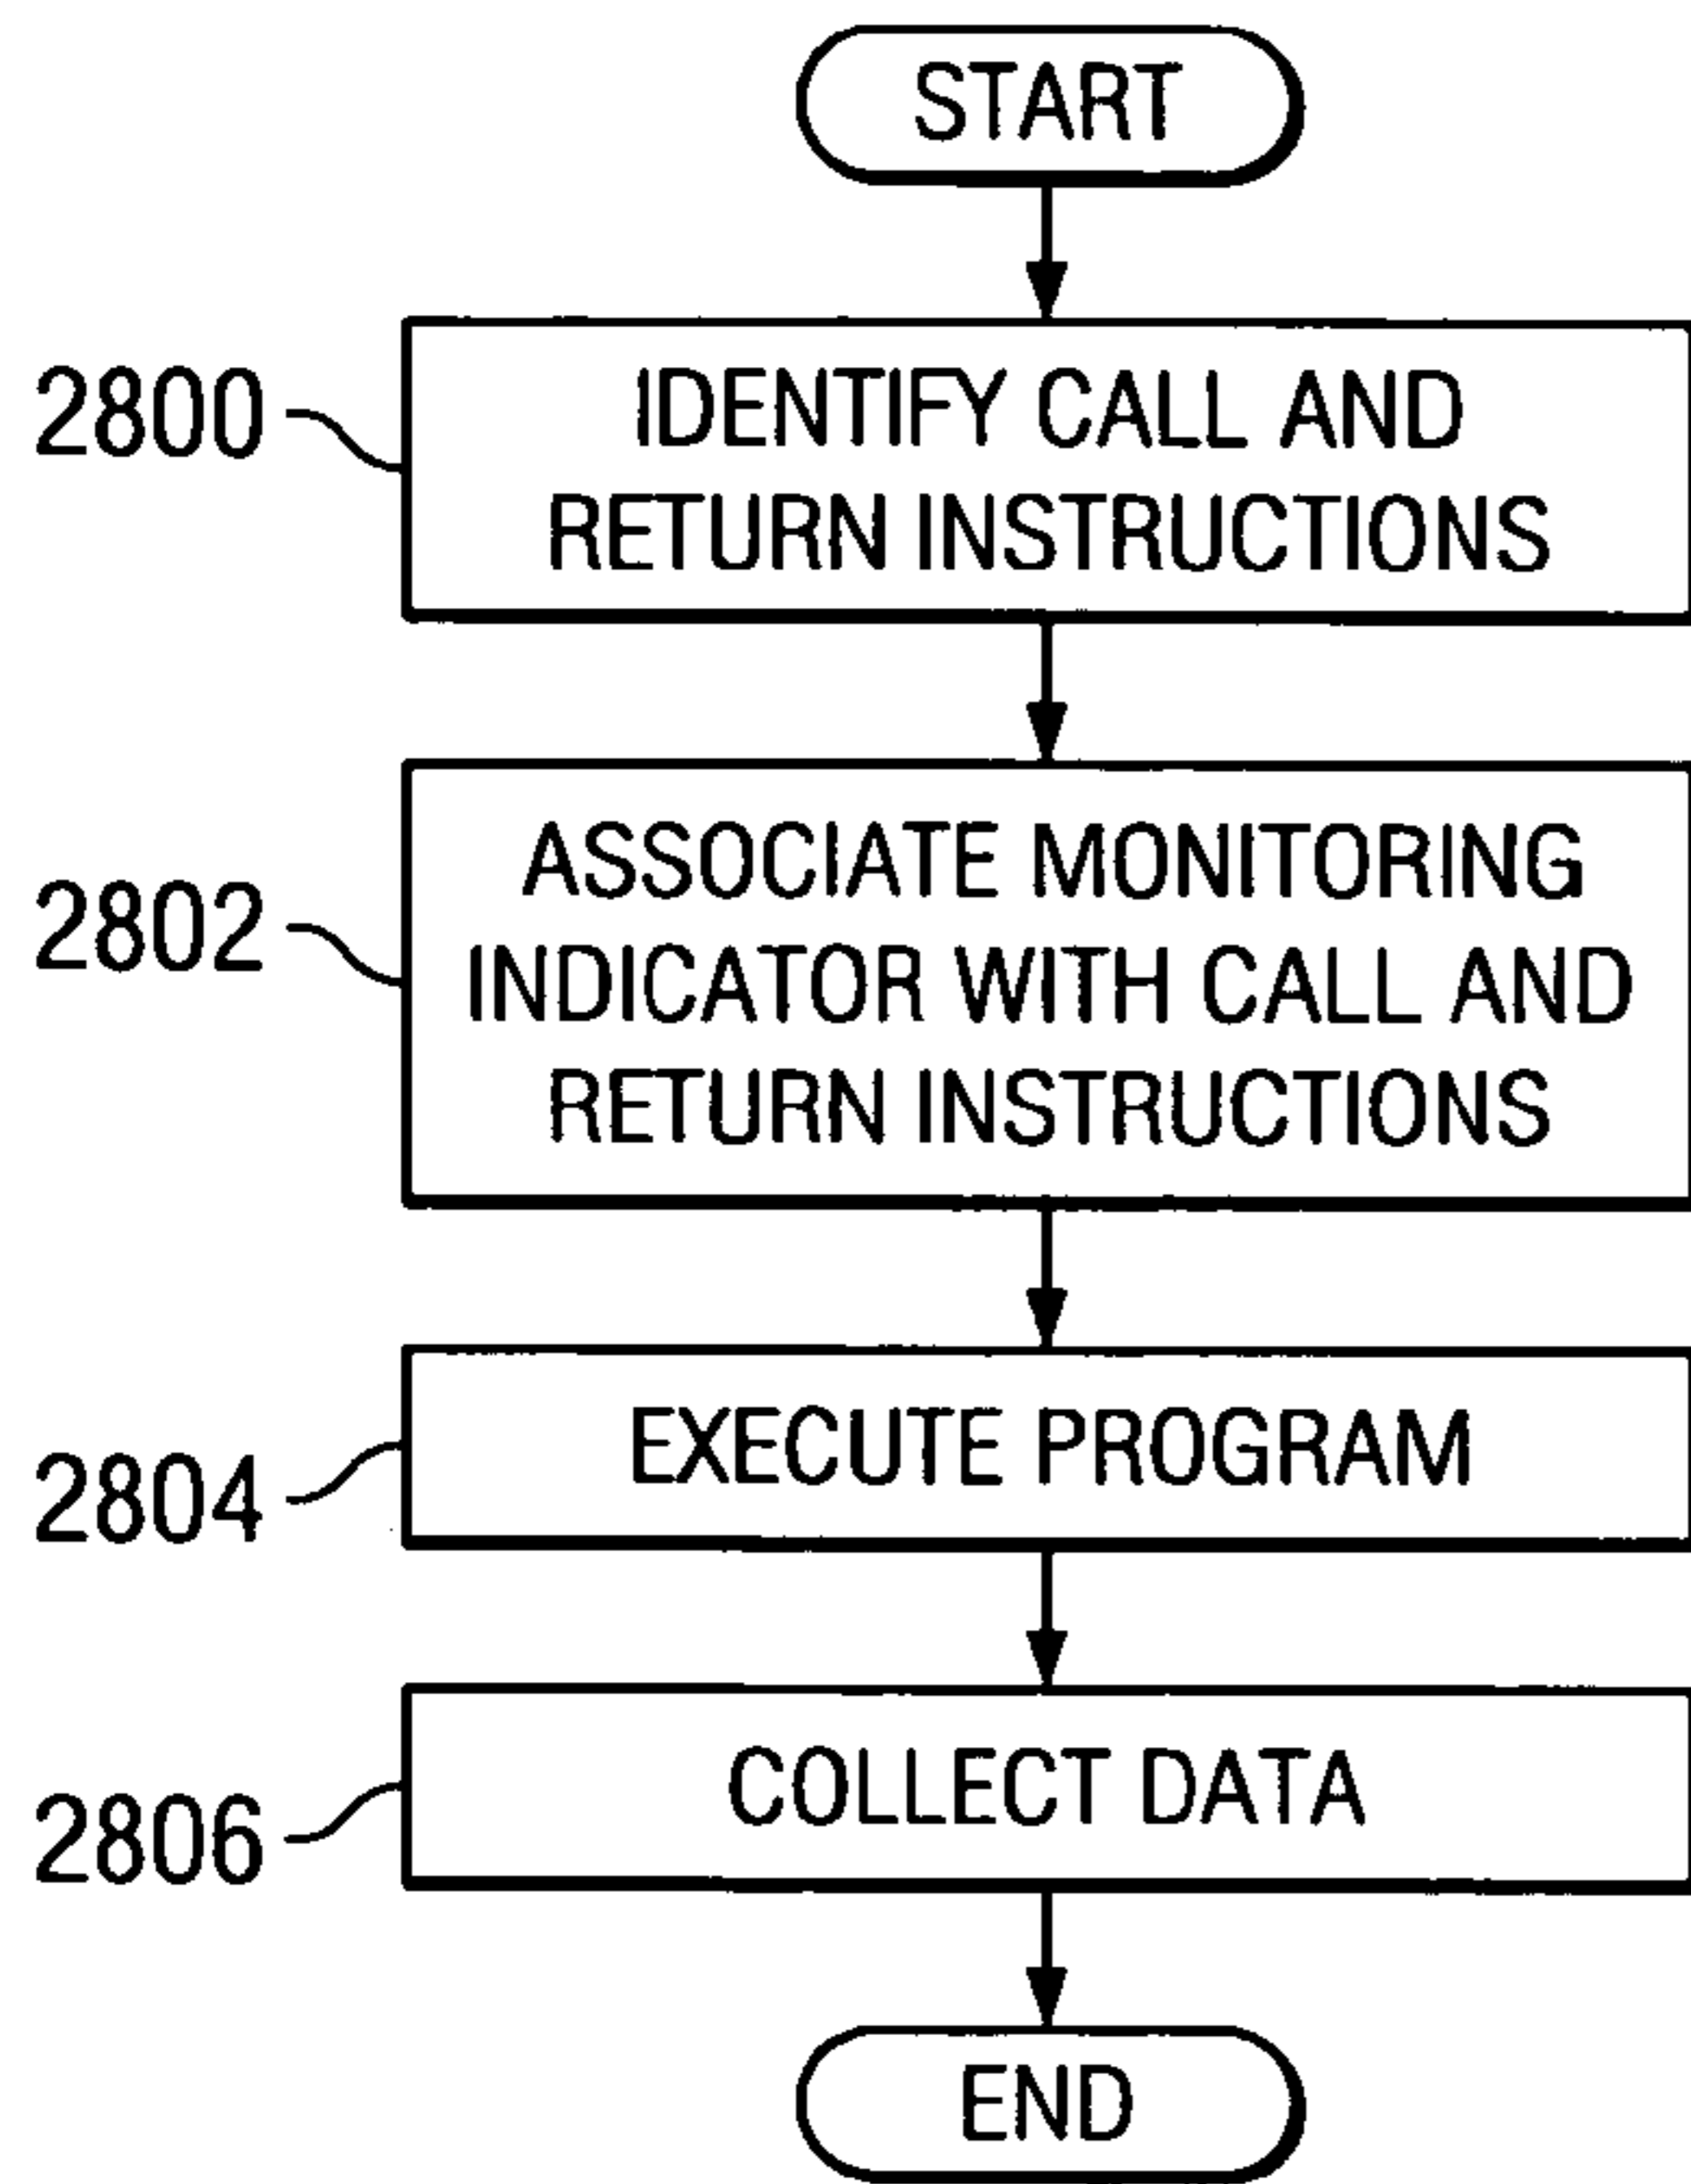 START
2800
IDENTIFY CALL AND
RETURN INSTRUCTIONS
2802
ASSOCIATE MONITORING
INDICATOR WITH CALL AND
RETURN INSTRUCTIONS
2804
EXECUTE PROGRAM
2806
COLLECT DATA
END